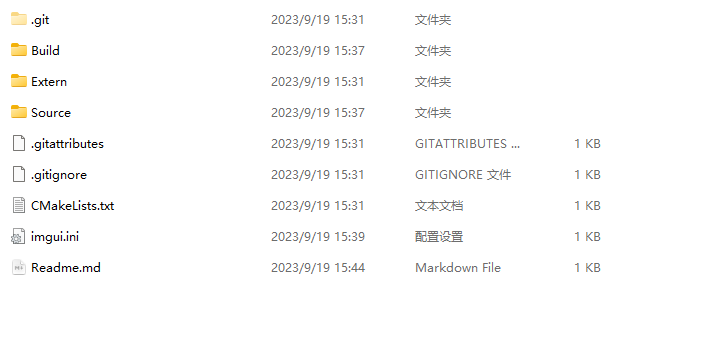 .git 2023/9/19 15:31 文件夹
Build 2023/9/19 15:37 文件夹
Extern 2023/9/19 15:31 文件夹
Source 2023/9/19 15:37 文件夹
.gitattributes 2023/9/19 15:31 GITATTRIBUTES ... 1 KB
.gitignore 2023/9/19 15:31 GITIGNORE 文件 1 KB
CMakeLists.txt 2023/9/19 15:31 文本文档 1 KB
imgui.ini 2023/9/19 15:39 配置设置 1 KB
Readme.md 2023/9/19 15:44 Markdown File 1 KB